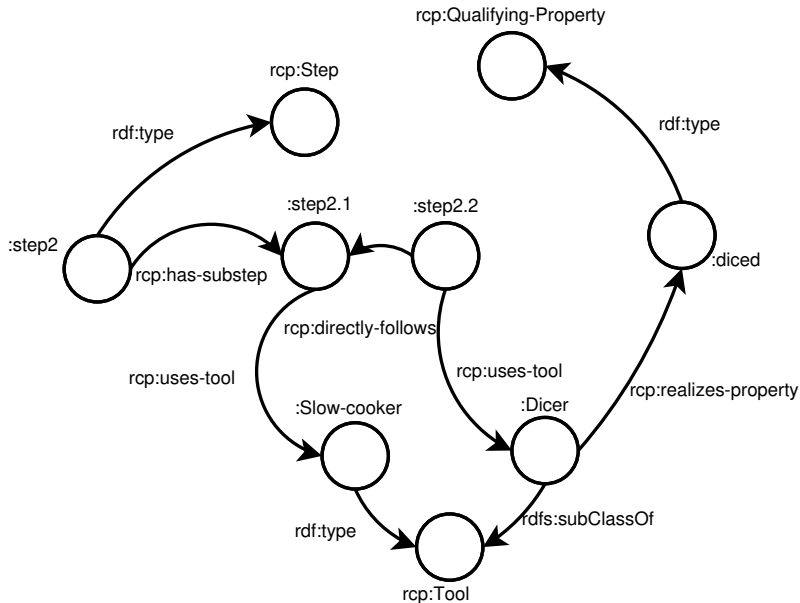 rcp:Qualifying-Property
rcp:Step
rdf:type
rdf:type
:step2.1
:step2.2
:step2
:diced
rcp:has-substep
rcp:directly-follows
rcp:uses-tool
rcp:uses-tool
rcp:realizes-property
:Slow-cooker
:Dicer
rdf:type
rdfs:subClassOf
rcp:Tool